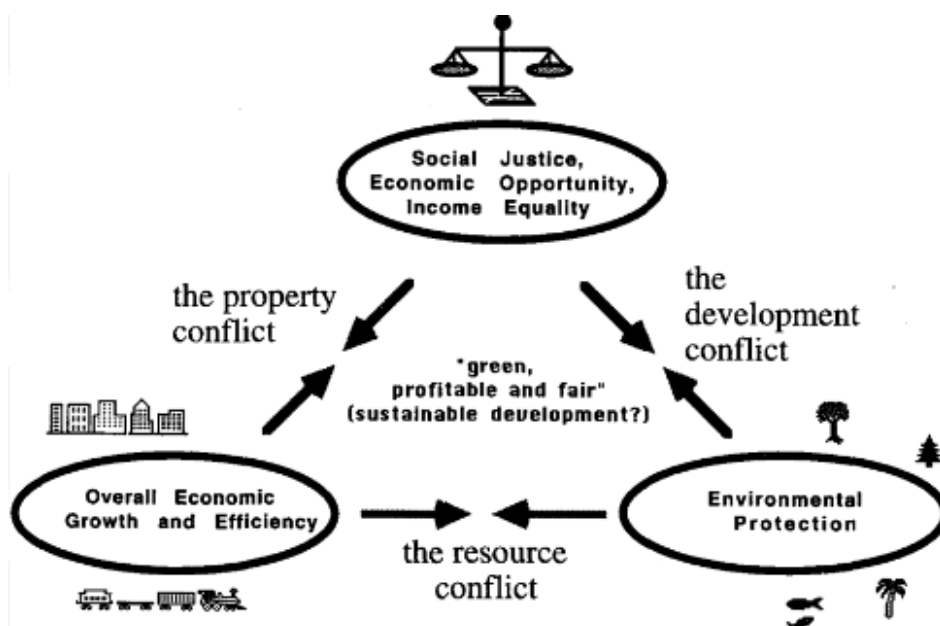 Social Justice,
Economic Opportunity,
Income Equality
the property
conflict
the
development
conflict
"green,
profitable and fair"
(sustainable development?)
Overall Economic
Growth and Efficiency
Environmental
Protection
the resource
conflict